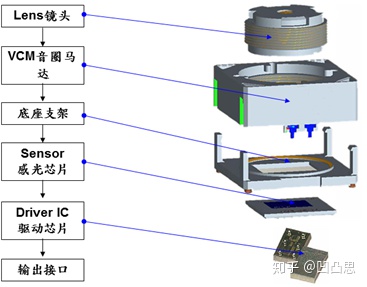 Lens镜头
VCM音圈马
达
底座支架
Sensor
感光芯片
Driver IC
驱动芯片
输出接口
知乎 @凹凸思